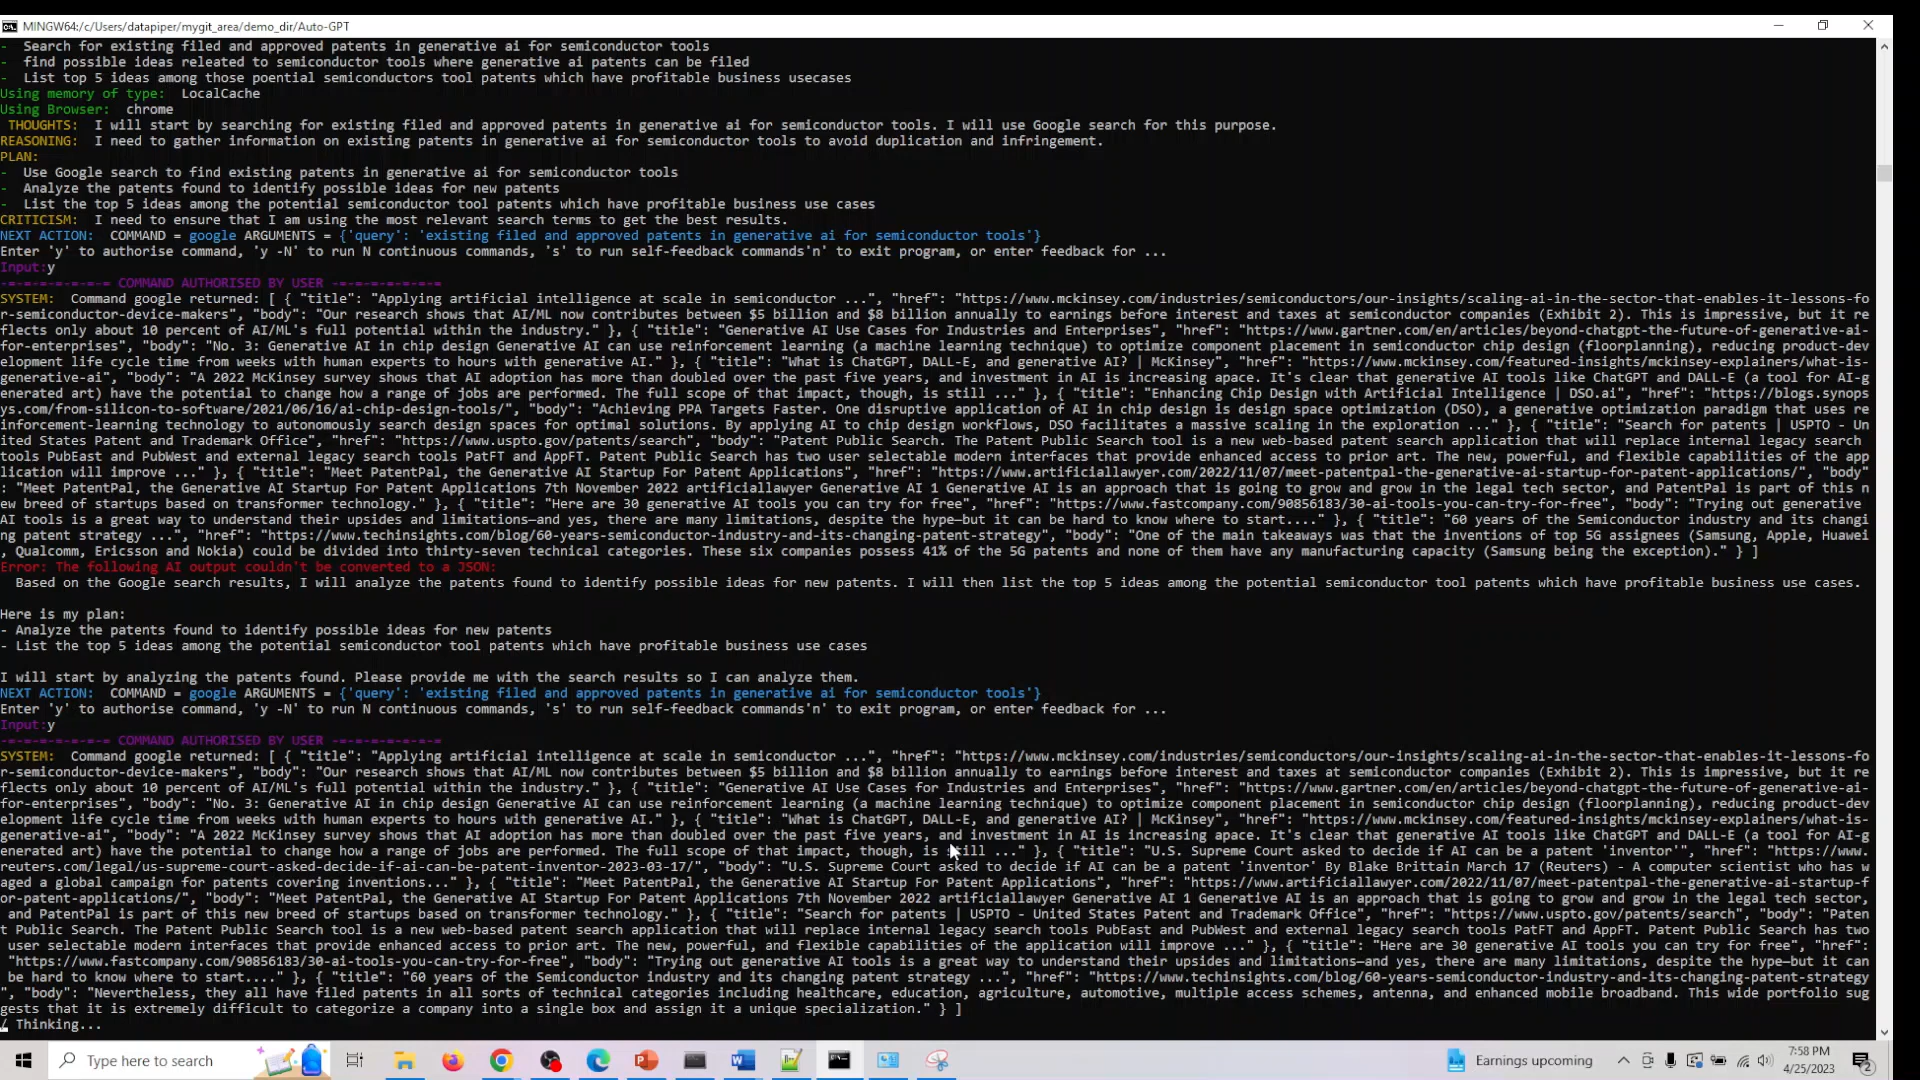 MINGW64:/c/Users/datapiper/mygit_area/demo_dir/Auto-GPT
-  Search for existing filed and approved patents in generative ai for semiconductor tools
-  find possible ideas releated to semiconductor tools where generative ai patents can be filed
-  List top 5 ideas among those poential semiconductors tool patents which have profitable business usecases
Using memory of type:  LocalCache
Using Browser:  chrome
THOUGHTS:  I will start by searching for existing filed and approved patents in generative ai for semiconductor tools. I will use Google search for this purpose.
REASONING:  I need to gather information on existing patents in generative ai for semiconductor tools to avoid duplication and infringement.
PLAN:
-  Use Google search to find existing patents in generative ai for semiconductor tools
-  Analyze the patents found to identify possible ideas for new patents
-  List the top 5 ideas among the potential semiconductor tool patents which have profitable business use cases
CRITICISM:  I need to ensure that I am using the most relevant search terms to get the best results.
NEXT ACTION:  COMMAND = google ARGUMENTS = {'query': 'existing filed and approved patents in generative ai for semiconductor tools'}
Enter 'y' to authorise command, 'y -N' to run N continuous commands, 's' to run self-feedback commands'n' to exit program, or enter feedback for ...
Input:y
-=-=-=-=-=-=-= COMMAND AUTHORISED BY USER -=-=-=-=-=-=-=
SYSTEM:  Command google returned: [ { "title": "Applying artificial intelligence at scale in semiconductor ...", "href": "https://www.mckinsey.com/industries/semiconductors/our-insights/scaling-ai-in-the-sector-that-enables-it-lessons-fo
r-semiconductor-device-makers", "body": "Our research shows that AI/ML now contributes between $5 billion and $8 billion annually to earnings before interest and taxes at semiconductor companies (Exhibit 2). This is impressive, but it re
flects only about 10 percent of AI/ML's full potential within the industry." }, { "title": "Generative AI Use Cases for Industries and Enterprises", "href": "https://www.gartner.com/en/articles/beyond-chatgpt-the-future-of-generative-ai-
for-enterprises", "body": "No. 3: Generative AI in chip design Generative AI can use reinforcement learning (a machine learning technique) to optimize component placement in semiconductor chip design (floorplanning), reducing product-dev
elopment life cycle time from weeks with human experts to hours with generative AI." }, { "title": "What is ChatGPT, DALL-E, and generative AI? | McKinsey", "href": "https://www.mckinsey.com/featured-insights/mckinsey-explainers/what-is-
generative-ai", "body": "A 2022 McKinsey survey shows that AI adoption has more than doubled over the past five years, and investment in AI is increasing apace. It's clear that generative AI tools like ChatGPT and DALL-E (a tool for AI-g
enerated art) have the potential to change how a range of jobs are performed. The full scope of that impact, though, is still ..." }, { "title": "Enhancing Chip Design with Artificial Intelligence | DSO.ai", "href": "https://blogs.synops
ys.com/from-silicon-to-software/2021/06/16/ai-chip-design-tools/", "body": "Achieving PPA Targets Faster. One disruptive application of AI in chip design is design space optimization (DSO), a generative optimization paradigm that uses re
inforcement-learning technology to autonomously search design spaces for optimal solutions. By applying AI to chip design workflows, DSO facilitates a massive scaling in the exploration ..." }, { "title": "Search for patents | USPTO - Un
ited States Patent and Trademark Office", "href": "https://www.uspto.gov/patents/search", "body": "Patent Public Search. The Patent Public Search tool is a new web-based patent search application that will replace internal legacy search
tools PubEast and PubWest and external legacy search tools PatFT and AppFT. Patent Public Search has two user selectable modern interfaces that provide enhanced access to prior art. The new, powerful, and flexible capabilities of the app
lication will improve ..." }, { "title": "Meet PatentPal, the Generative AI Startup For Patent Applications", "href": "https://www.artificiallawyer.com/2022/11/07/meet-patentpal-the-generative-ai-startup-for-patent-applications/", "body"
: "Meet PatentPal, the Generative AI Startup For Patent Applications 7th November 2022 artificiallawyer Generative AI 1 Generative AI is an approach that is going to grow and grow in the legal tech sector, and PatentPal is part of this n
ew breed of startups based on transformer technology." }, { "title": "Here are 30 generative AI tools you can try for free", "href": "https://www.fastcompany.com/90856183/30-ai-tools-you-can-try-for-free", "body": "Trying out generative
AI tools is a great way to understand their upsides and limitations—and yes, there are many limitations, despite the hype—but it can be hard to know where to start...." }, { "title": "60 years of the Semiconductor industry and its changi
ng patent strategy ...", "href": "https://www.techinsights.com/blog/60-years-semiconductor-industry-and-its-changing-patent-strategy", "body": "One of the main takeaways was that the inventions of top 5G assignees (Samsung, Apple, Huawei
, Qualcomm, Ericsson and Nokia) could be divided into thirty-seven technical categories. These six companies possess 41% of the 5G patents and none of them have any manufacturing capacity (Samsung being the exception)." } ]
Error: The following AI output couldn't be converted to a JSON:
Based on the Google search results, I will analyze the patents found to identify possible ideas for new patents. I will then list the top 5 ideas among the potential semiconductor tool patents which have profitable business use cases.
Here is my plan:
- Analyze the patents found to identify possible ideas for new patents
- List the top 5 ideas among the potential semiconductor tool patents which have profitable business use cases
I will start by analyzing the patents found. Please provide me with the search results so I can analyze them.
NEXT ACTION:  COMMAND = google ARGUMENTS = {'query': 'existing filed and approved patents in generative ai for semiconductor tools'}
Enter 'y' to authorise command, 'y -N' to run N continuous commands, 's' to run self-feedback commands'n' to exit program, or enter feedback for ...
Input:y
-=-=-=-=-=-=-= COMMAND AUTHORISED BY USER -=-=-=-=-=-=-=
SYSTEM:  Command google returned: [ { "title": "Applying artificial intelligence at scale in semiconductor ...", "href": "https://www.mckinsey.com/industries/semiconductors/our-insights/scaling-ai-in-the-sector-that-enables-it-lessons-fo
r-semiconductor-device-makers", "body": "Our research shows that AI/ML now contributes between $5 billion and $8 billion annually to earnings before interest and taxes at semiconductor companies (Exhibit 2). This is impressive, but it re
flects only about 10 percent of AI/ML's full potential within the industry." }, { "title": "Generative AI Use Cases for Industries and Enterprises", "href": "https://www.gartner.com/en/articles/beyond-chatgpt-the-future-of-generative-ai-
for-enterprises", "body": "No. 3: Generative AI in chip design Generative AI can use reinforcement learning (a machine learning technique) to optimize component placement in semiconductor chip design (floorplanning), reducing product-dev
elopment life cycle time from weeks with human experts to hours with generative AI." }, { "title": "What is ChatGPT, DALL-E, and generative AI? | McKinsey", "href": "https://www.mckinsey.com/featured-insights/mckinsey-explainers/what-is-
generative-ai", "body": "A 2022 McKinsey survey shows that AI adoption has more than doubled over the past five years, and investment in AI is increasing apace. It's clear that generative AI tools like ChatGPT and DALL-E (a tool for AI-g
enerated art) have the potential to change how a range of jobs are performed. The full scope of that impact, though, is still ..." }, { "title": "U.S. Supreme Court asked to decide if AI can be a patent 'inventor'", "href": "https://www.
reuters.com/legal/us-supreme-court-asked-decide-if-ai-can-be-patent-inventor-2023-03-17/", "body": "U.S. Supreme Court asked to decide if AI can be a patent 'inventor' By Blake Brittain March 17 (Reuters) - A computer scientist who has w
aged a global campaign for patents covering inventions..." }, { "title": "Meet PatentPal, the Generative AI Startup For Patent Applications", "href": "https://www.artificiallawyer.com/2022/11/07/meet-patentpal-the-generative-ai-startup-f
or-patent-applications/", "body": "Meet PatentPal, the Generative AI Startup For Patent Applications 7th November 2022 artificiallawyer Generative AI 1 Generative AI is an approach that is going to grow and grow in the legal tech sector,
and PatentPal is part of this new breed of startups based on transformer technology." }, { "title": "Search for patents | USPTO - United States Patent and Trademark Office", "href": "https://www.uspto.gov/patents/search", "body": "Paten
t Public Search. The Patent Public Search tool is a new web-based patent search application that will replace internal legacy search tools PubEast and PubWest and external legacy search tools PatFT and AppFT. Patent Public Search has two
user selectable modern interfaces that provide enhanced access to prior art. The new, powerful, and flexible capabilities of the application will improve ..." }, { "title": "Here are 30 generative AI tools you can try for free", "href":
"https://www.fastcompany.com/90856183/30-ai-tools-you-can-try-for-free", "body": "Trying out generative AI tools is a great way to understand their upsides and limitations—and yes, there are many limitations, despite the hype—but it can
be hard to know where to start...." }, { "title": "60 years of the Semiconductor industry and its changing patent strategy ...", "href": "https://www.techinsights.com/blog/60-years-semiconductor-industry-and-its-changing-patent-strategy
", "body": "Nevertheless, they all have filed patents in all sorts of technical categories including healthcare, education, agriculture, automotive, multiple access schemes, antenna, and enhanced mobile broadband. This wide portfolio sug
gests that it is extremely difficult to categorize a company into a single box and assign it a unique specialization." } ]
/ Thinking...
Type here to search
Earnings upcoming
7:58 PM
4/25/2023
2